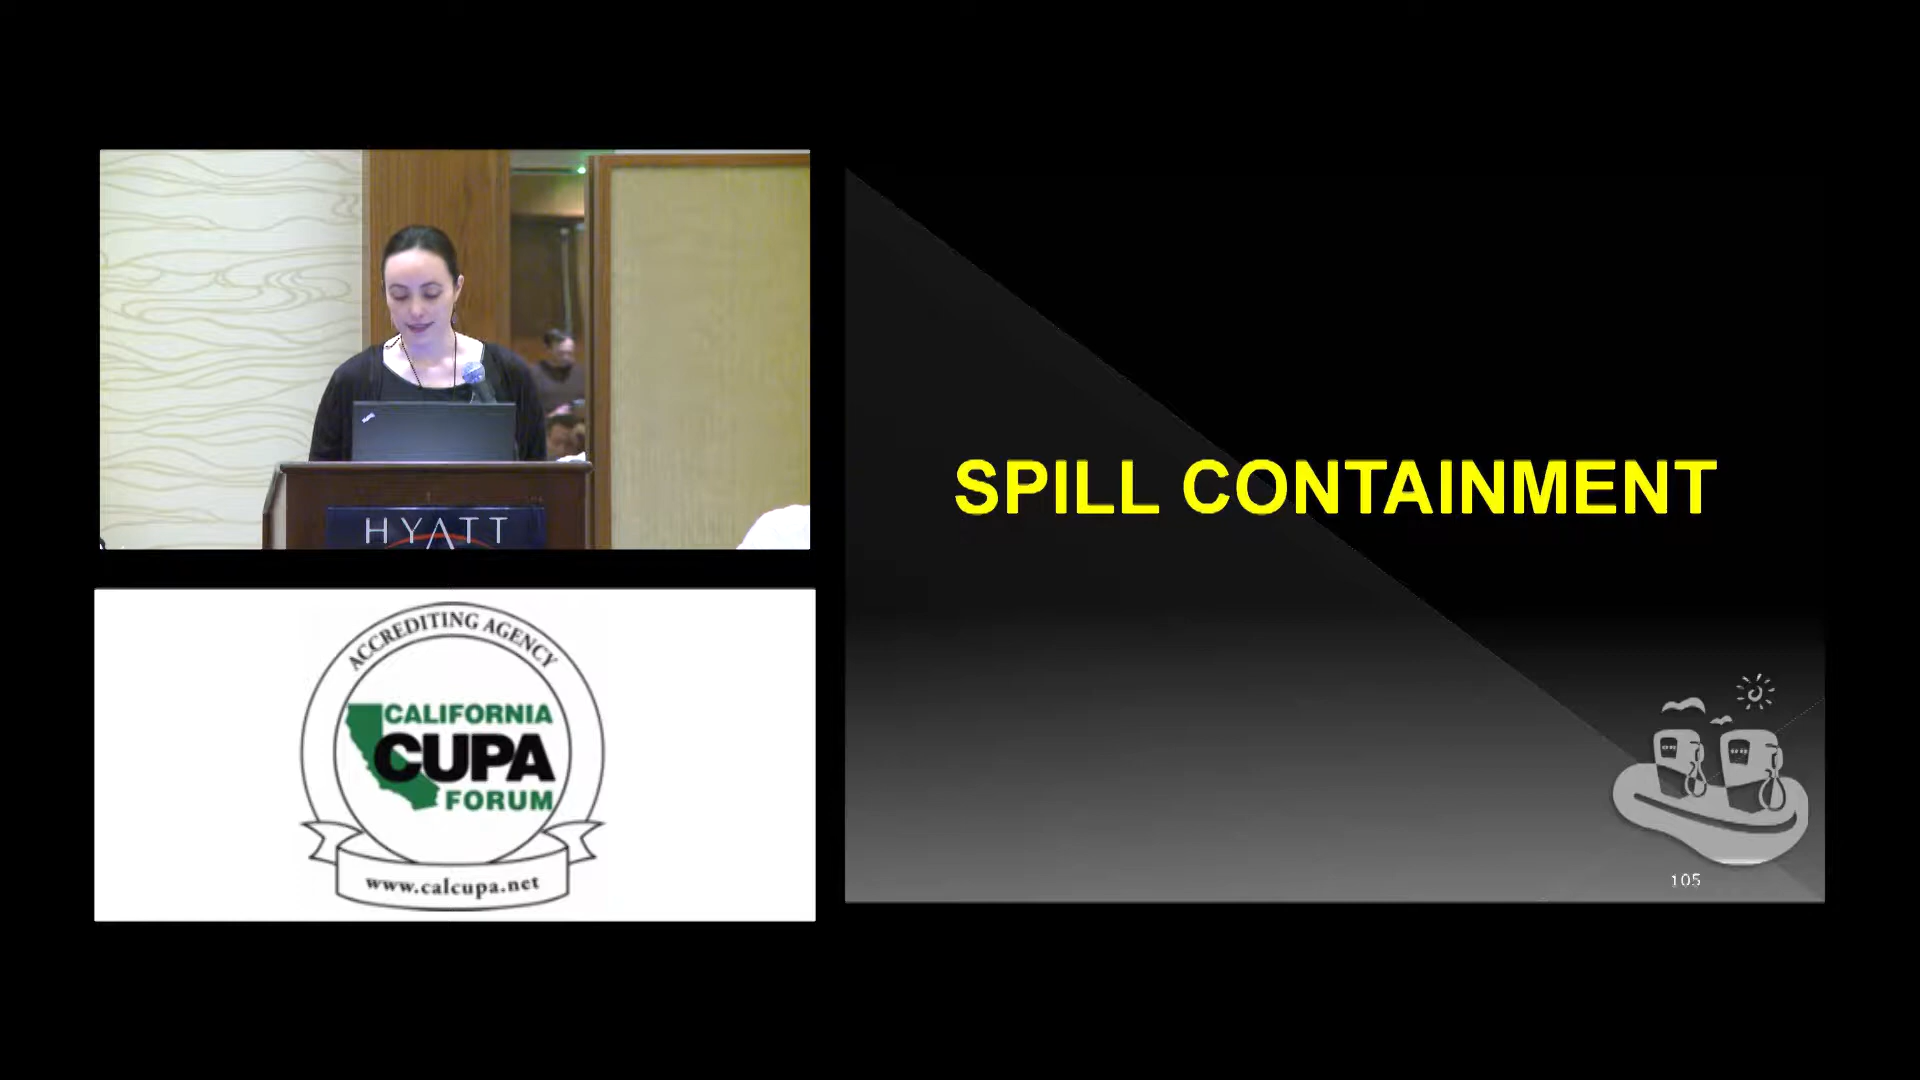 HYATT
ACCREDITING AGENCY
CALIFORNIA
CUPA
FORUM
www.calcupa.net
SPILL CONTAINMENT
105